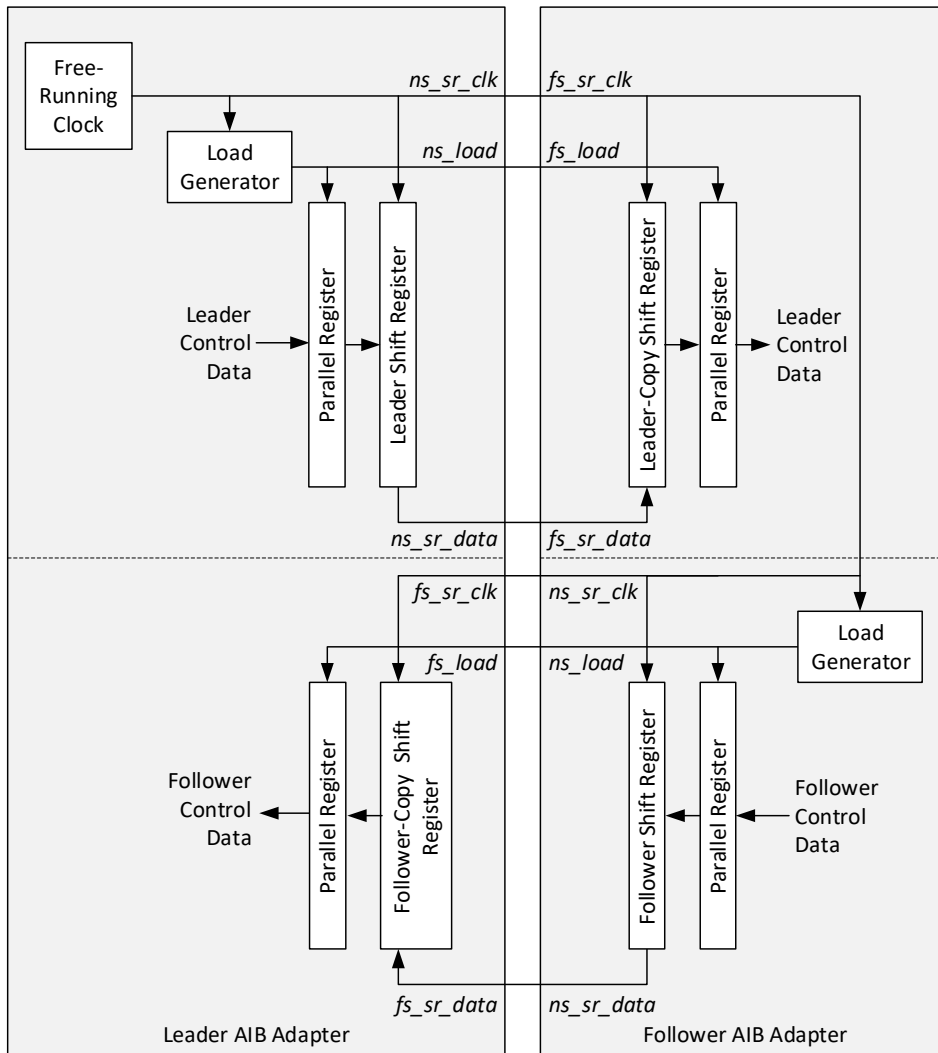 Free-
Running
Clock
ns_sr_clk
fs_sr_clk
Load
Generator
ns_load
fs_load
Leader
Control
Data
Parallel Register
Leader Shift Register
Leader-Copy Shift Register
Parallel Register
Leader
Control
Data
ns_sr_data
fs_sr_data
fs_sr_clk
ns_sr_clk
Load
Generator
fs_load
ns_load
Follower
Control
Data
Parallel Register
Follower-Copy Shift
Register
Follower Shift Register
Parallel Register
Follower
Control
Data
fs_sr_data
ns_sr_data
Leader AIB Adapter
Follower AIB Adapter